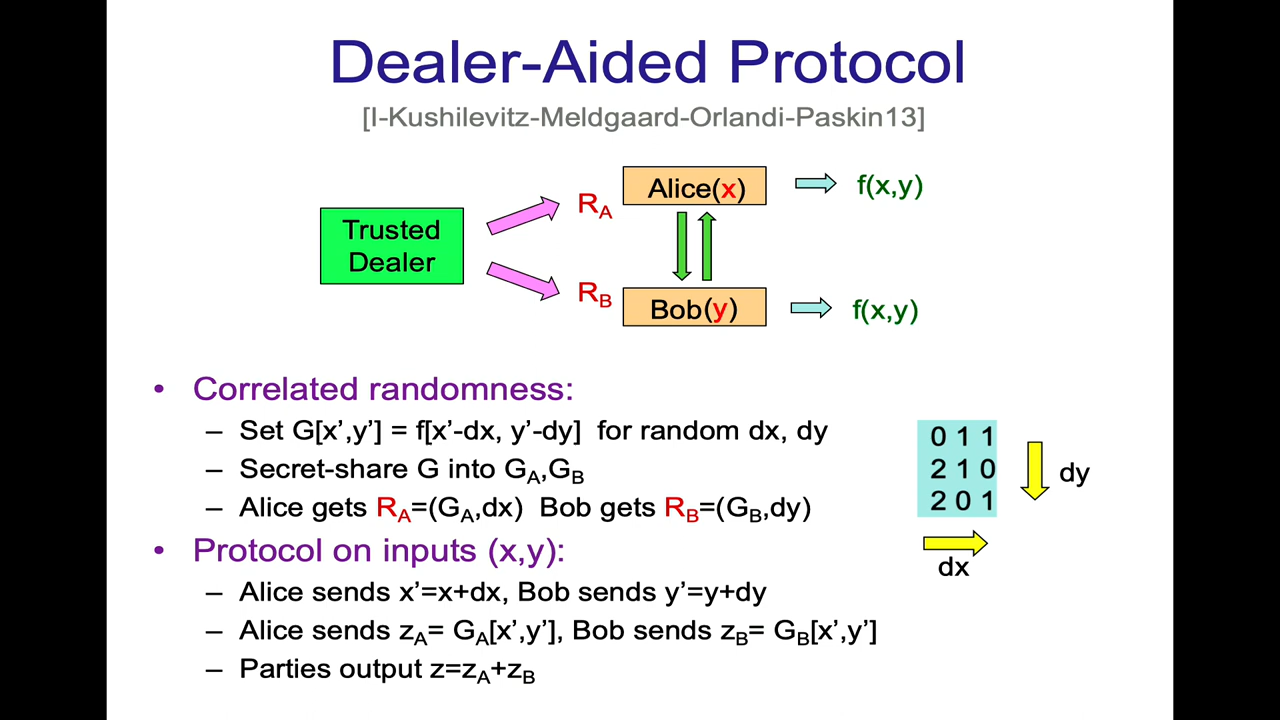 Dealer-Aided Protocol
[I-Kushilevitz-Meldgaard-Orlandi-Paskin13]
Trusted
Dealer
RA
Alice(x)
f(x,y)
RB
Bob(y)
f(x,y)
• Correlated randomness:
– Set G[x’,y’] = f[x’-dx, y’-dy] for random dx, dy
– Secret-share G into GA,GB
– Alice gets RA=(GA,dx) Bob gets RB=(GB,dy)
0 1 1
2 1 0
2 0 1
dy
dx
• Protocol on inputs (x,y):
– Alice sends x’=x+dx, Bob sends y’=y+dy
– Alice sends zA= GA[x’,y’], Bob sends zB= GB[x’,y’]
– Parties output z=zA+zB